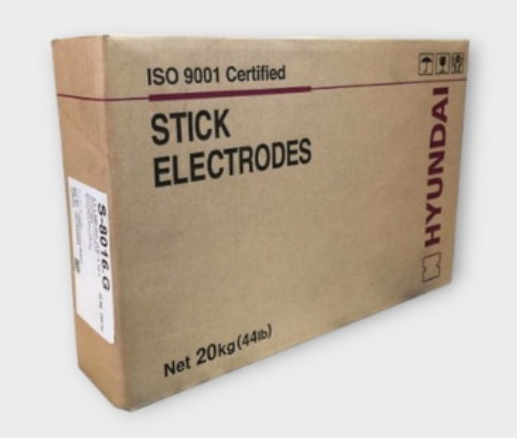 ISO 9001 Certified
STICK
ELECTRODES
HYUNDAI
Net 20kg(44lb)
S-8016.G